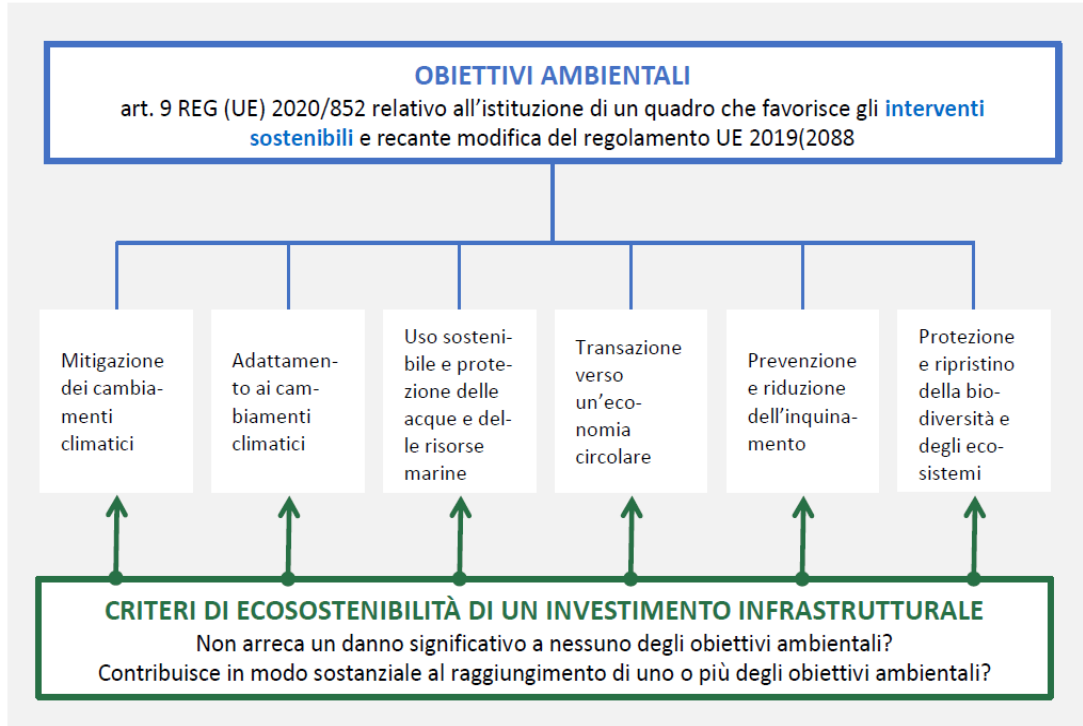 OBIETTIVI AMBIENTALI
art. 9 REG (UE) 2020/852 relativo all'istituzione di un quadro che favorisce gli interventi
sostenibili e recante modifica del regolamento UE 2019(2088
Mitigazione
dei cambia-
menti
climatici
Adattamen-
to ai cam-
biamenti
climatici
Uso sosteni-
bile e prote-
zione delle
acque e del-
le risorse
marine
Transazione
verso
un'eco-
nomia
circolare
Prevenzione
e riduzione
dell'inquina-
mento
Protezione
e ripristino
della bio-
diversità e
degli eco-
sistemi
CRITERI DI ECOSOSTENIBILITÀ DI UN INVESTIMENTO INFRASTRUTTURALE
Non arreca un danno significativo a nessuno degli obiettivi ambientali?
Contribuisce in modo sostanziale al raggiungimento di uno o più degli obiettivi ambientali?